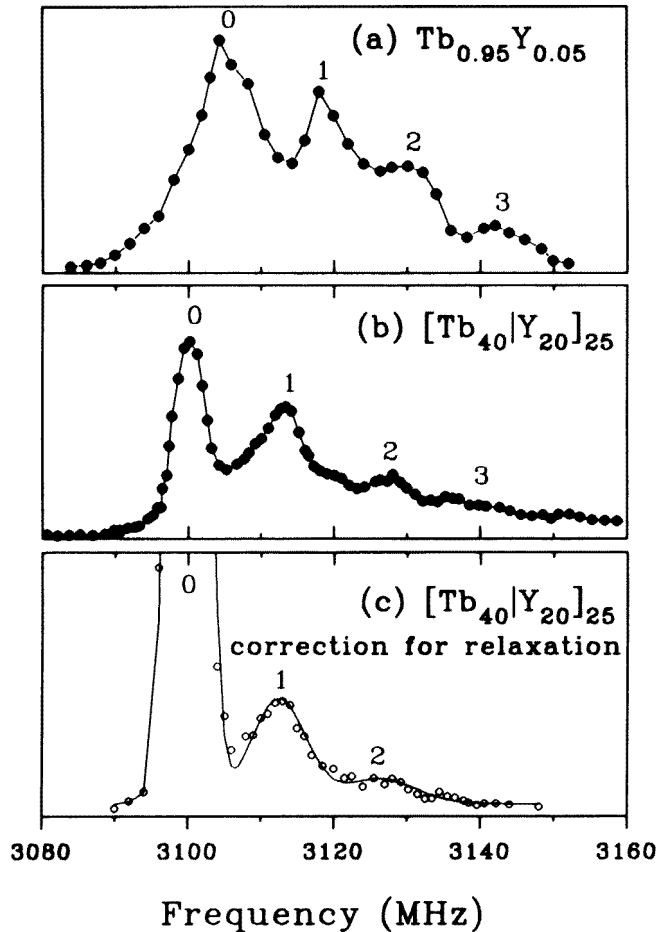 0
(a) Tb0.95Y0.05
1
2
3
0
(b) [Tb40|Y20]25
1
2
3
0
(c) [Tb40|Y20]25
correction for relaxation
1
2
3080 3100 3120 3140 3160
Frequency (MHz)